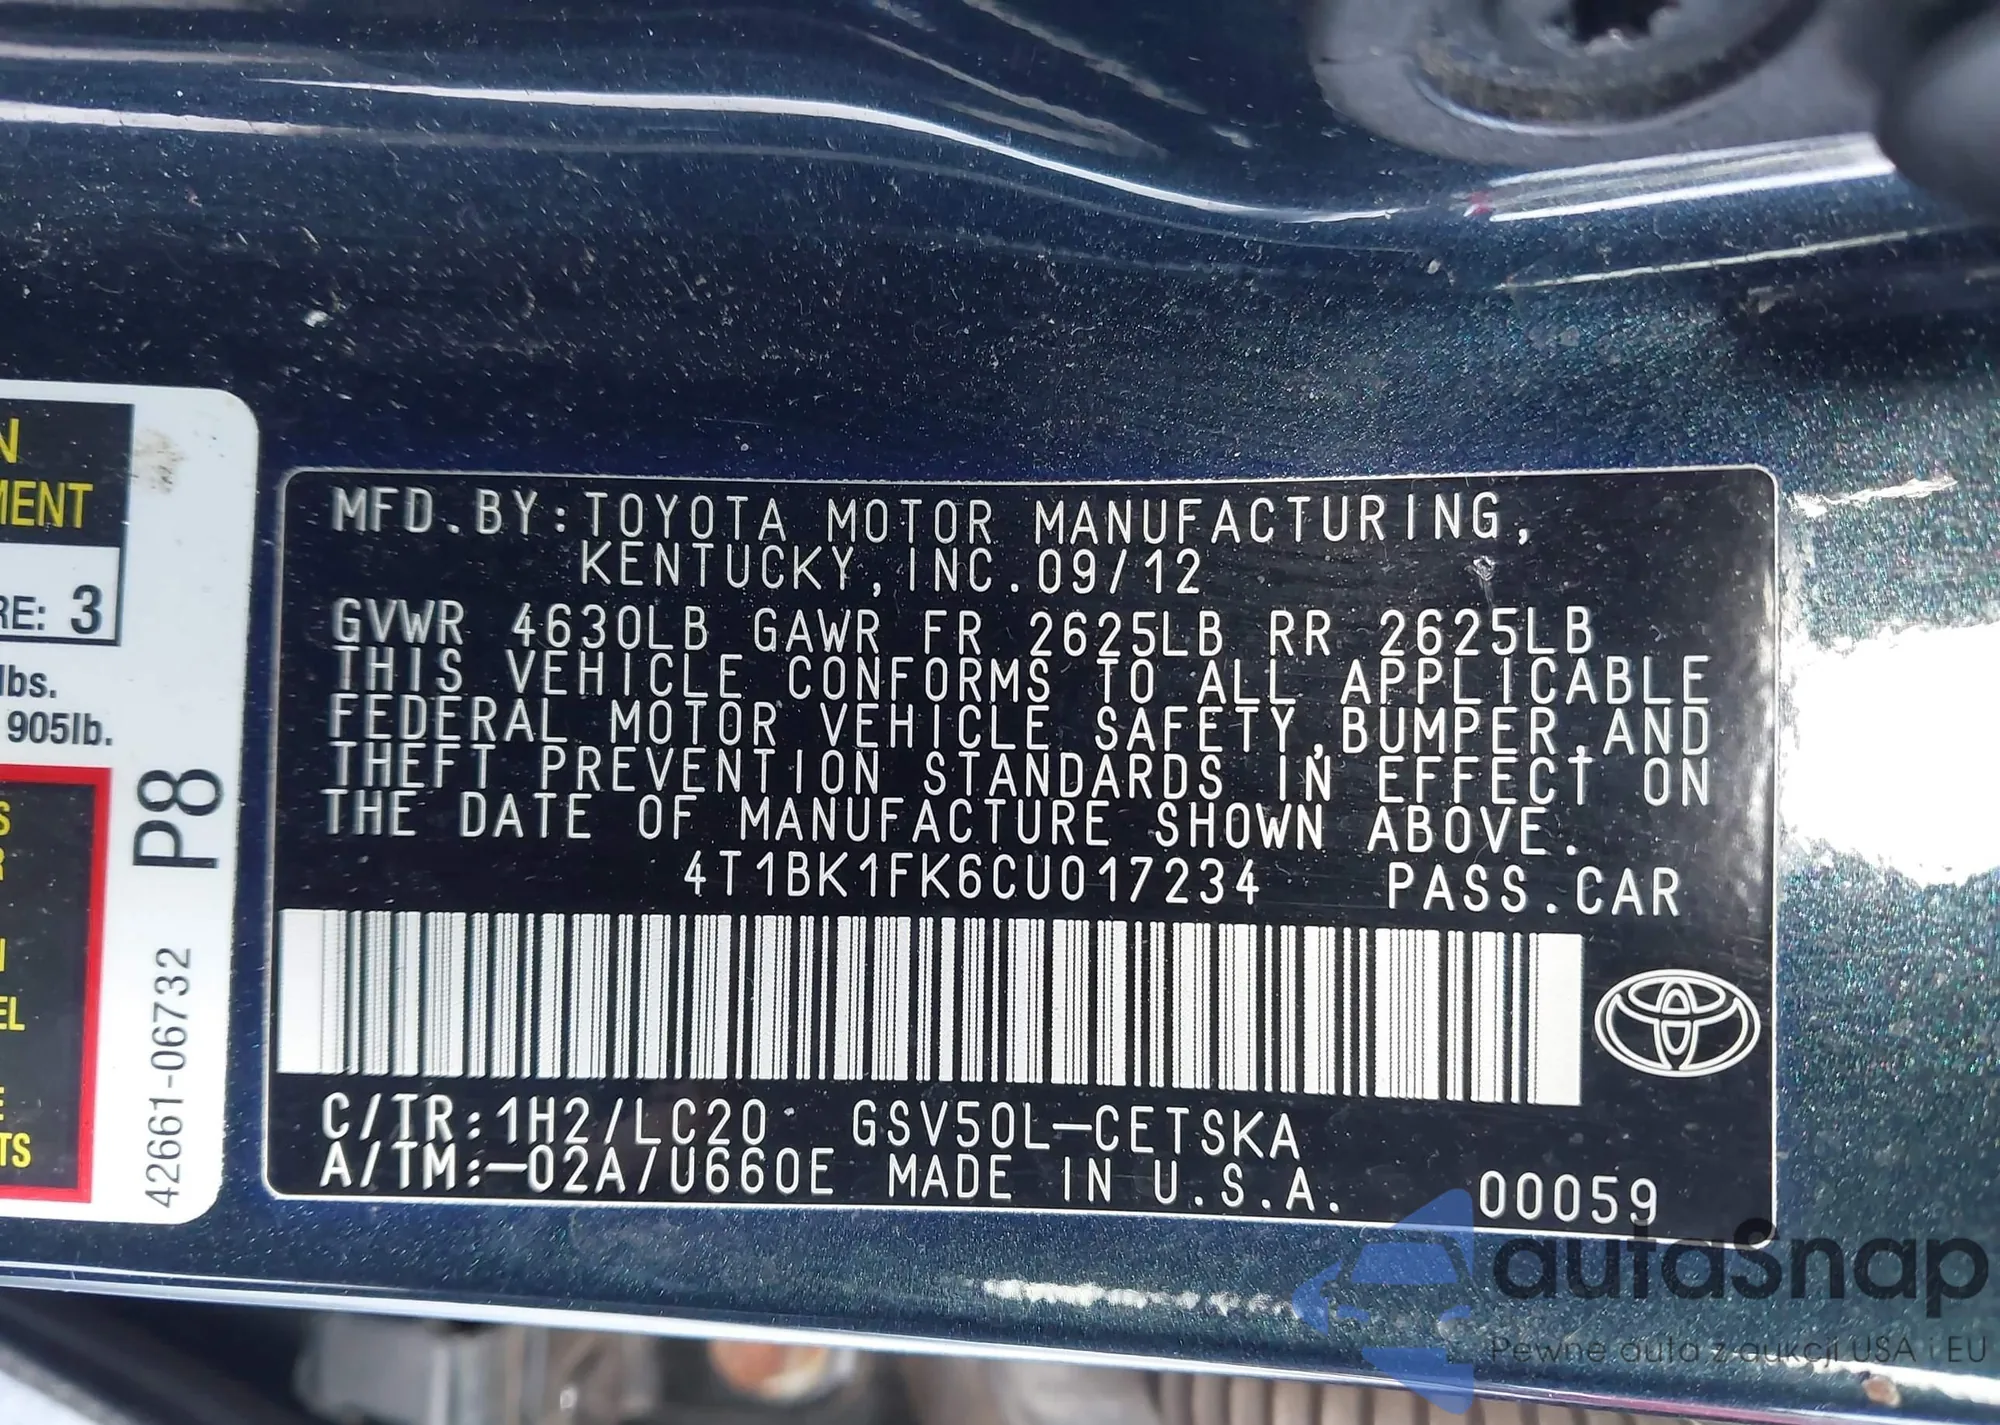 N
MENT
RE: 3
lbs.
905lb.
S
R
N
EL
E
TS
P8
42661-06732
MFD.BY:TOYOTA MOTOR MANUFACTURING,
KENTUCKY,INC.09/12
GVWR 4630LB GAWR FR 2625LB RR 2625LB
THIS VEHICLE CONFORMS TO ALL APPLICABLE
FEDERAL MOTOR VEHICLE SAFETY,BUMPER,AND
THEFT PREVENTION STANDARDS IN EFFECT ON
THE DATE OF MANUFACTURE SHOWN ABOVE.
4T1BK1FK6CU017234 PASS.CAR
C/TR:1H2/LC20 GSV50L-CETSKA
A/TM:-02A/U660E MADE IN U.S.A. 00059
autaSnap
Pewne auta z aukcji USA i EU